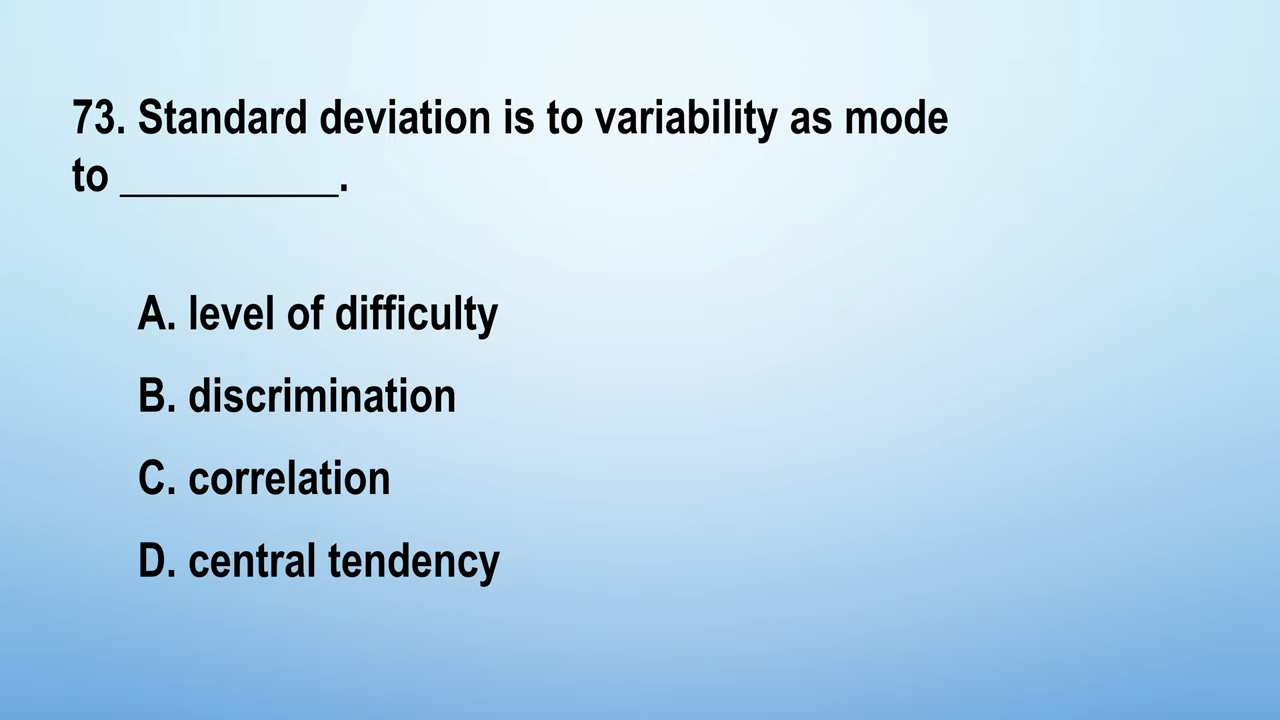 73. Standard deviation is to variability as mode
to __________.
A. level of difficulty
B. discrimination
C. correlation
D. central tendency